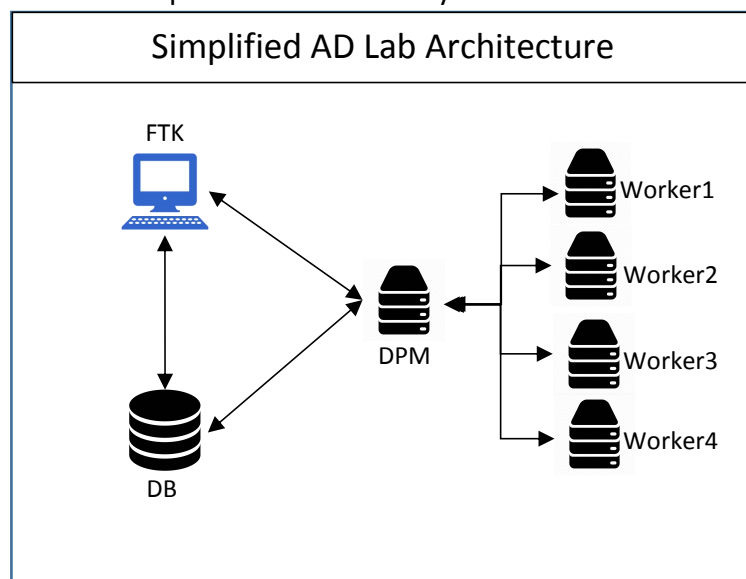 Simplified AD Lab Architecture
FTK
Worker1
Worker2
DPM
Worker3
Worker4
DB